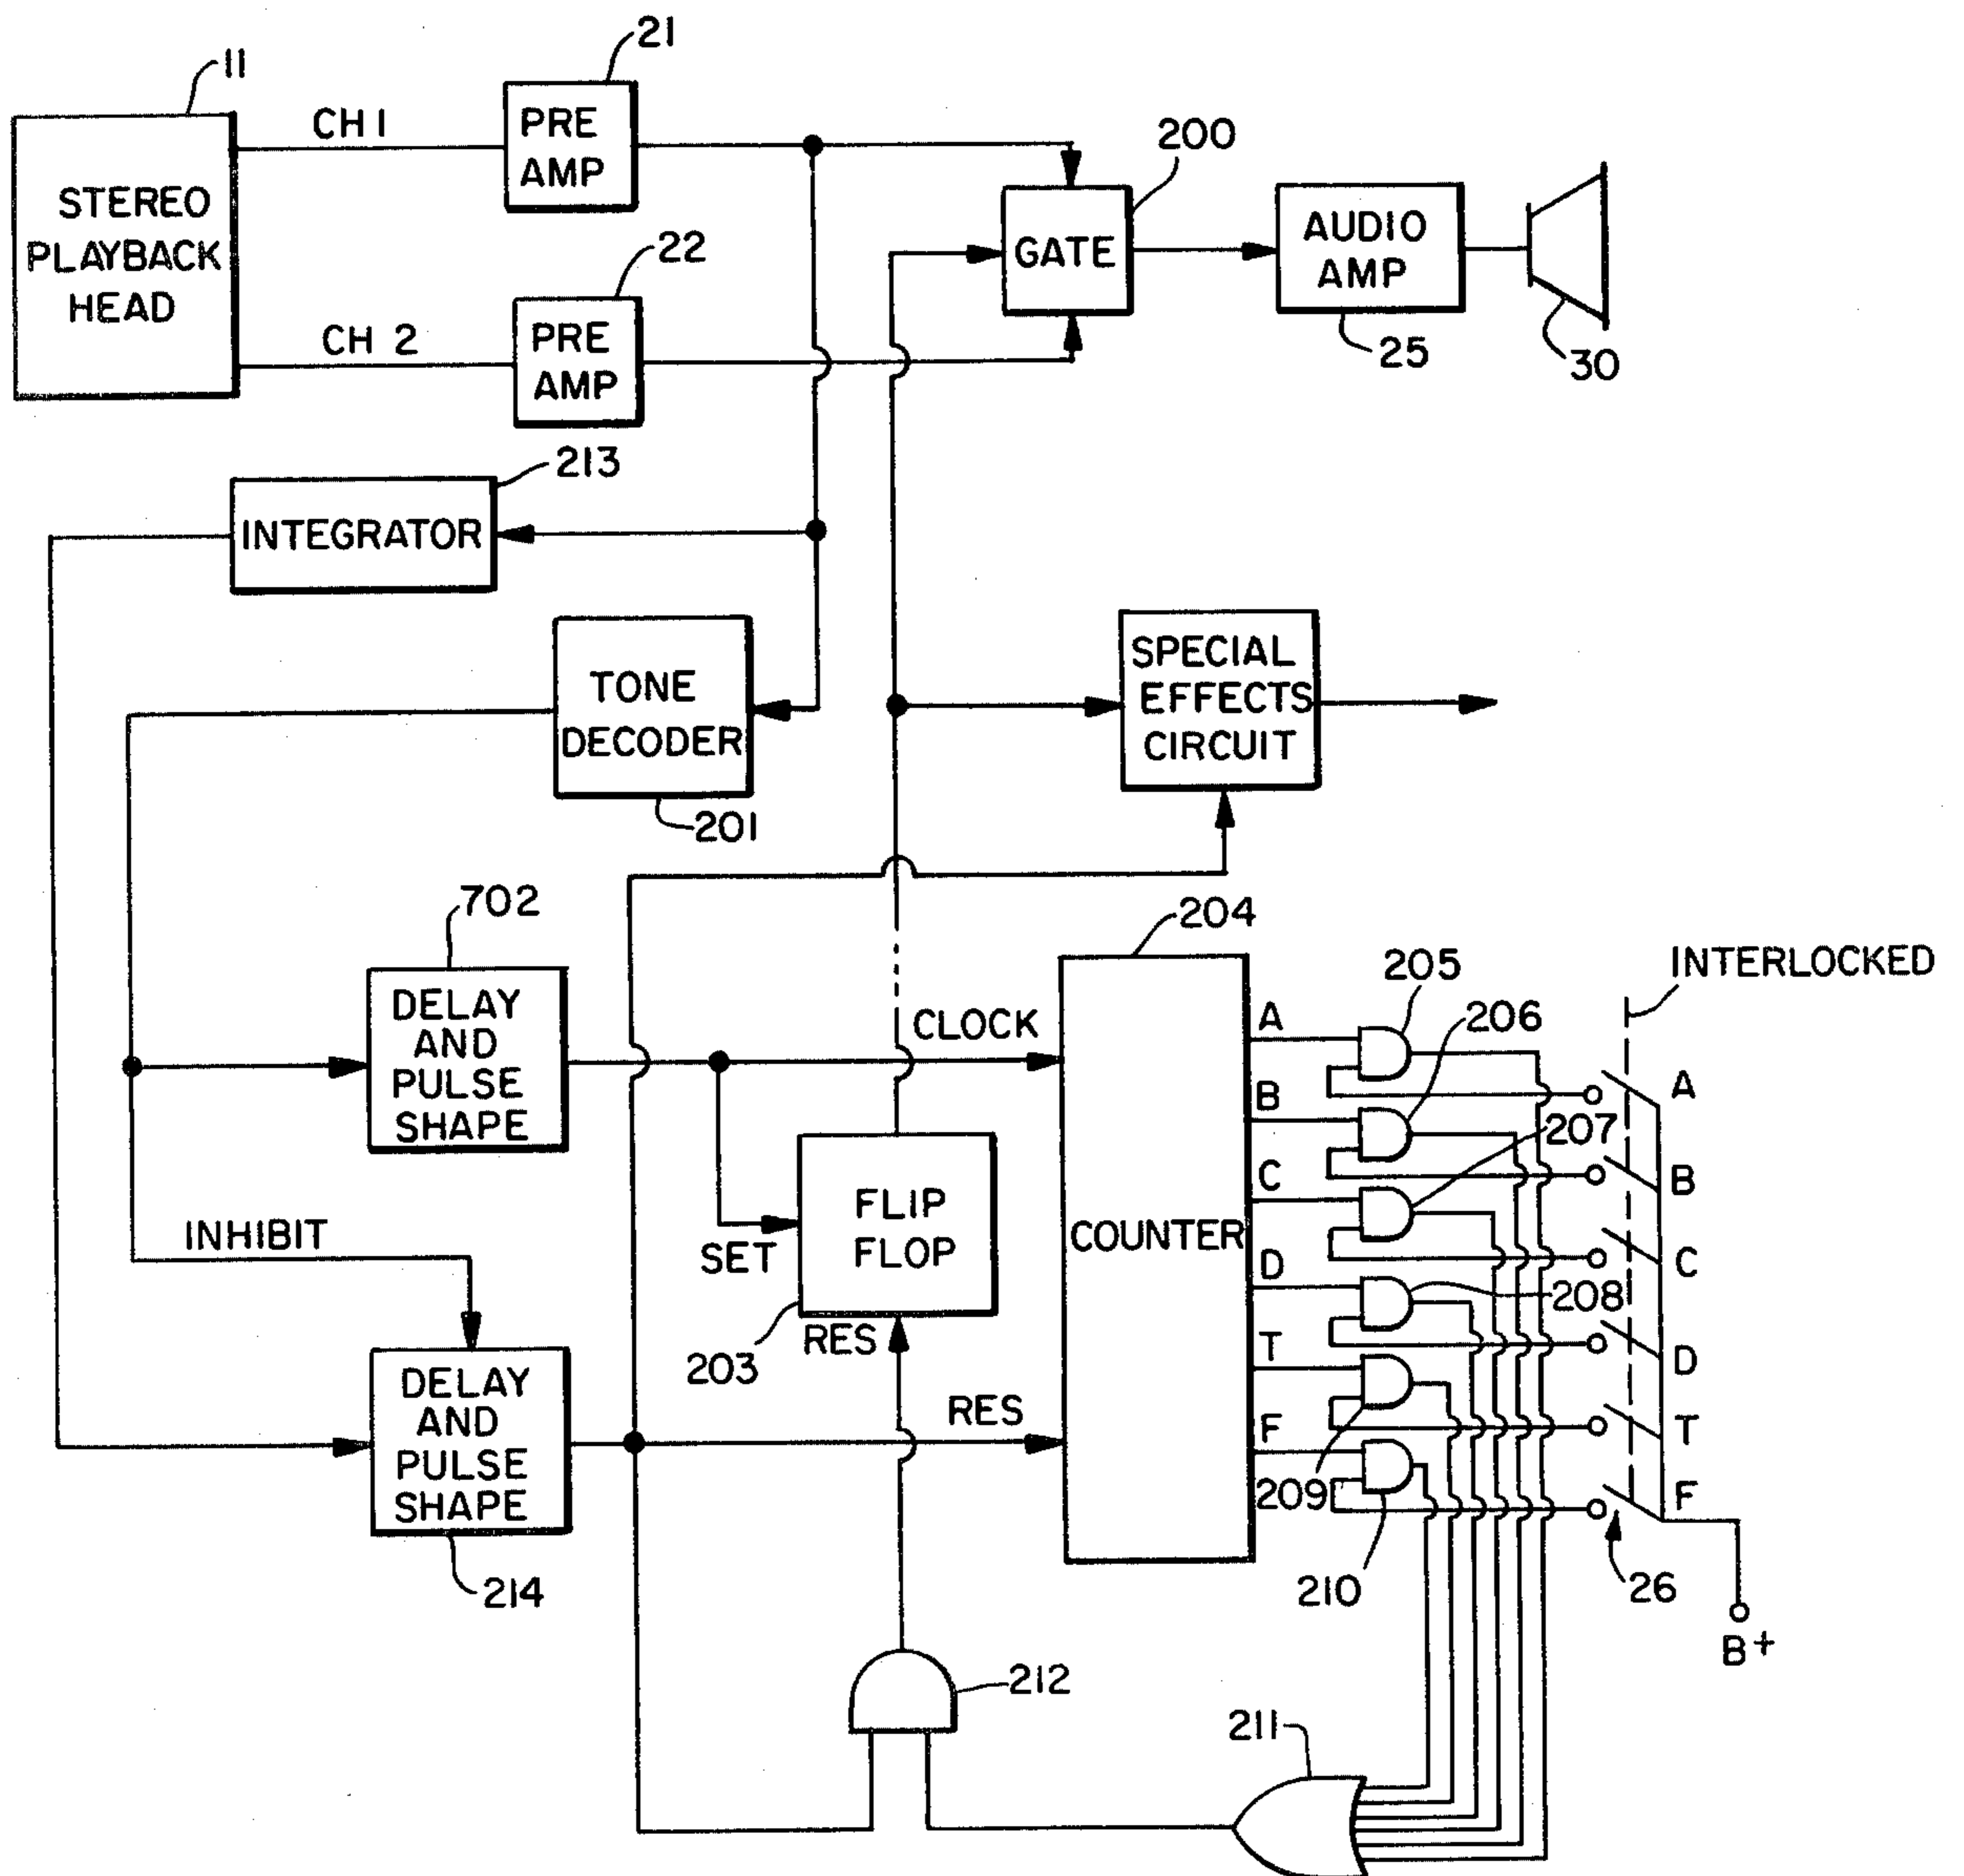 11
21
CH 1
PRE
AMP
200
STEREO
PLAYBACK
HEAD
22
GATE
AUDIO
AMP
CH 2
PRE
AMP
25
30
213
INTEGRATOR
TONE
DECODER
201
SPECIAL
EFFECTS
CIRCUIT
702
204
DELAY
AND
PULSE
SHAPE
CLOCK
205
206
INTERLOCKED
A
B
C
D
T
F
207
208
209
210
A
B
C
D
T
F
INHIBIT
SET
FLIP
FLOP
203
RES
COUNTER
DELAY
AND
PULSE
SHAPE
214
RES
26
B+
212
211